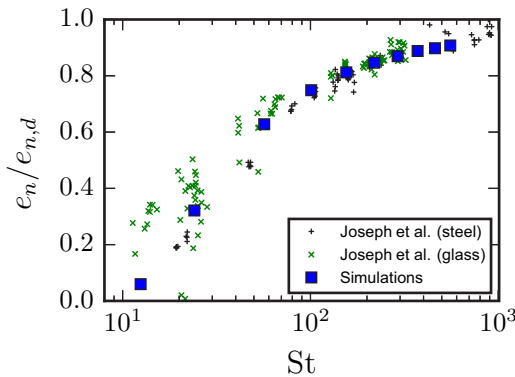 1.0
0.8
0.6
0.4
0.2
0.0
e_n/e_{n,d}
10^1
10^2
10^3
St
Joseph et al. (steel)
Joseph et al. (glass)
Simulations